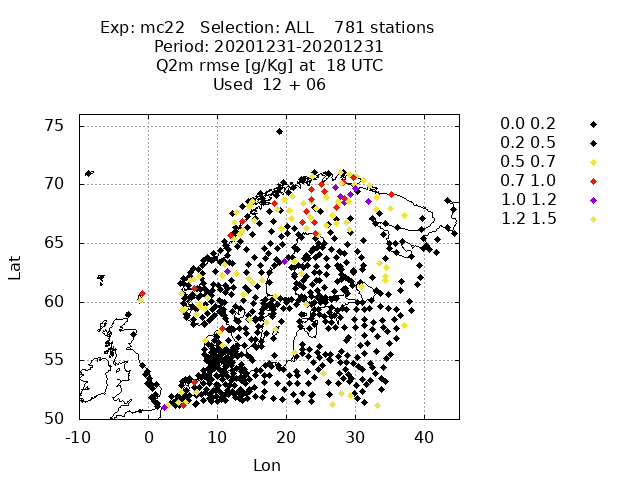 Exp: mc22 Selection: ALL 781 stations
Period: 20201231-20201231
Q2m rmse [g/Kg] at 18 UTC
Used 12 + 06
0.0 0.2
0.2 0.5
0.5 0.7
0.7 1.0
1.0 1.2
1.2 1.5
75
70
65
60
55
50
Lat
-10 0 10 20 30 40
Lon